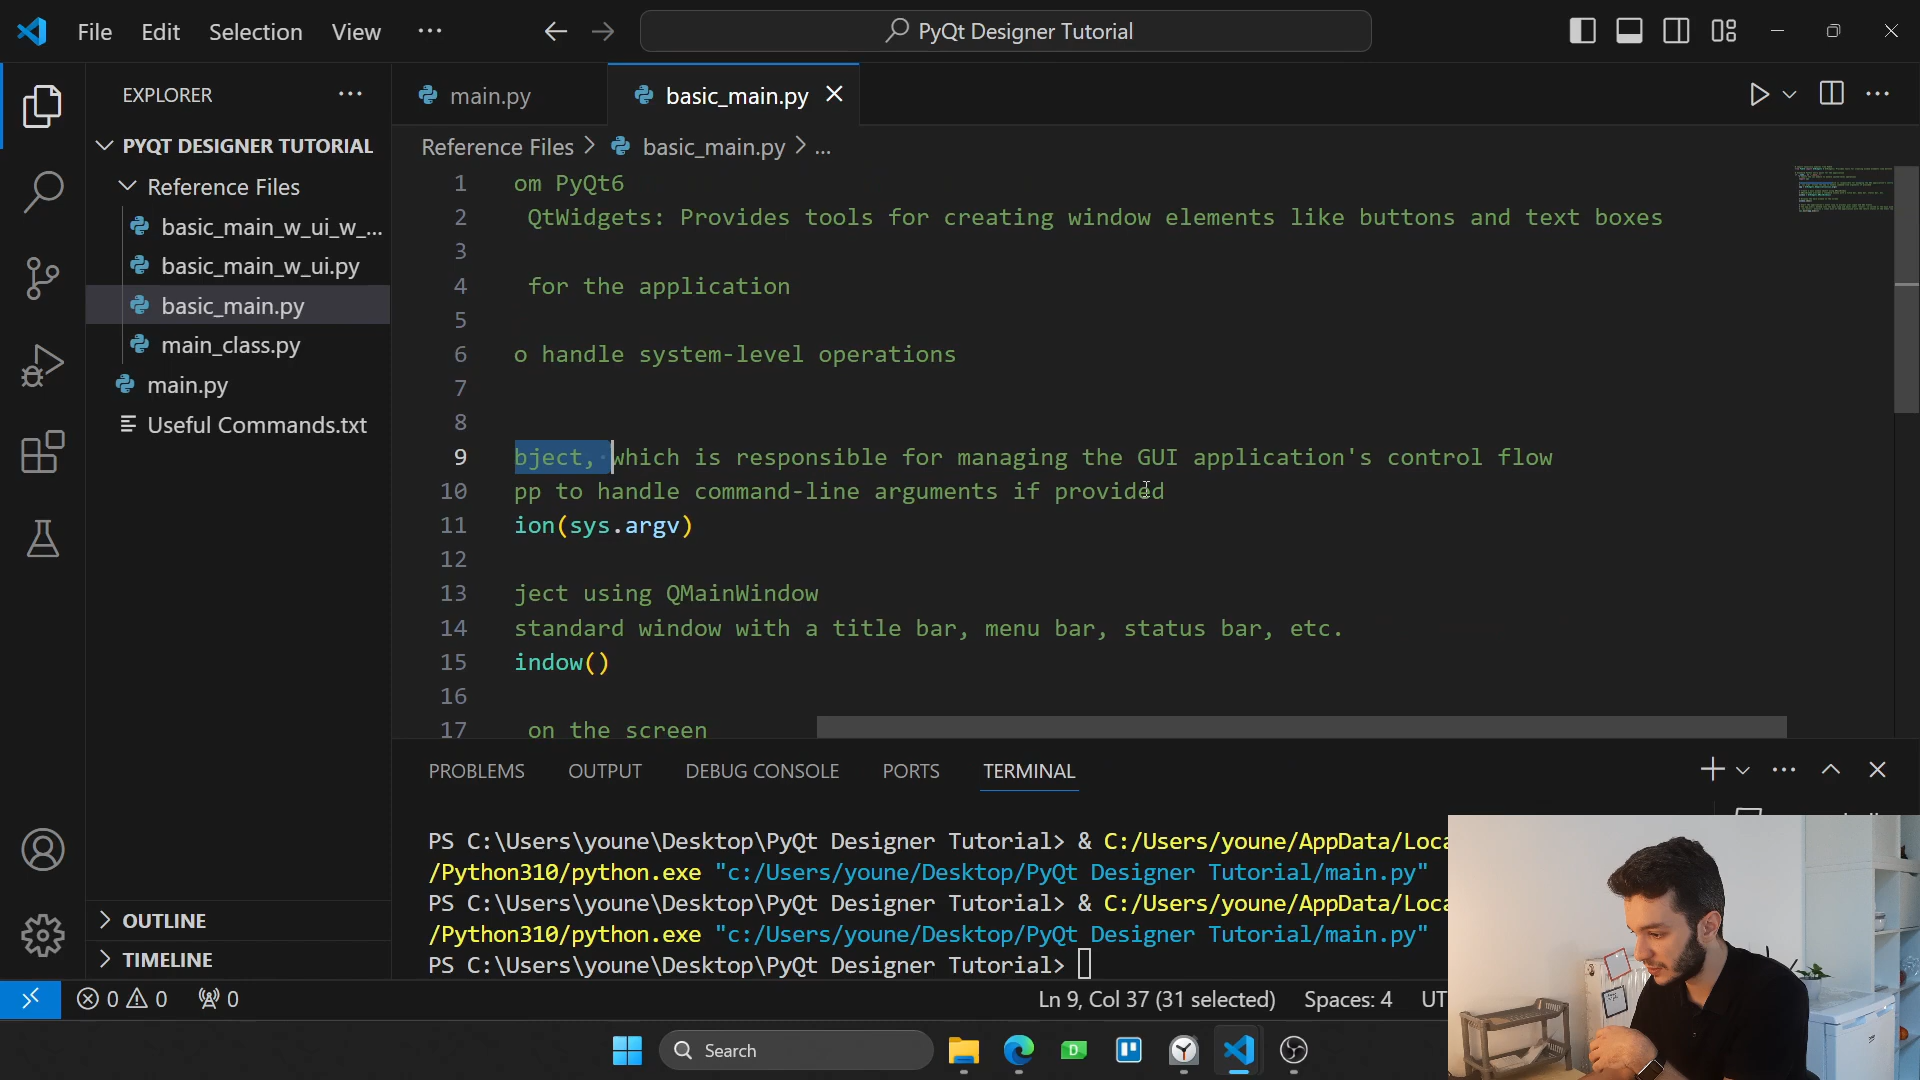 File Edit Selection View ...
PyQt Designer Tutorial
EXPLORER
PYQT DESIGNER TUTORIAL
Reference Files
basic_main_w_ui_w_...
basic_main_w_ui.py
basic_main.py
main_class.py
main.py
Useful Commands.txt
OUTLINE
TIMELINE
main.py basic_main.py
Reference Files > basic_main.py > ...
1 om PyQt6
2 QtWidgets: Provides tools for creating window elements like buttons and text boxes
3
4 for the application
5
6 o handle system-level operations
7
8
9 bject, which is responsible for managing the GUI application's control flow
10 pp to handle command-line arguments if provided
11 ion(sys.argv)
12
13 ject using QMainWindow
14 standard window with a title bar, menu bar, status bar, etc.
15 indow()
16
17 on the screen
PROBLEMS OUTPUT DEBUG CONSOLE PORTS TERMINAL
PS C:\Users\youne\Desktop\PyQt Designer Tutorial> & C:/Users/youne/AppData/Loca
/Python310/python.exe "c:/Users/youne/Desktop/PyQt Designer Tutorial/main.py"
PS C:\Users\youne\Desktop\PyQt Designer Tutorial> & C:/Users/youne/AppData/Loca
/Python310/python.exe "c:/Users/youne/Desktop/PyQt Designer Tutorial/main.py"
PS C:\Users\youne\Desktop\PyQt Designer Tutorial>
0 0 0 Ln 9, Col 37 (31 selected) Spaces: 4 UT
Search